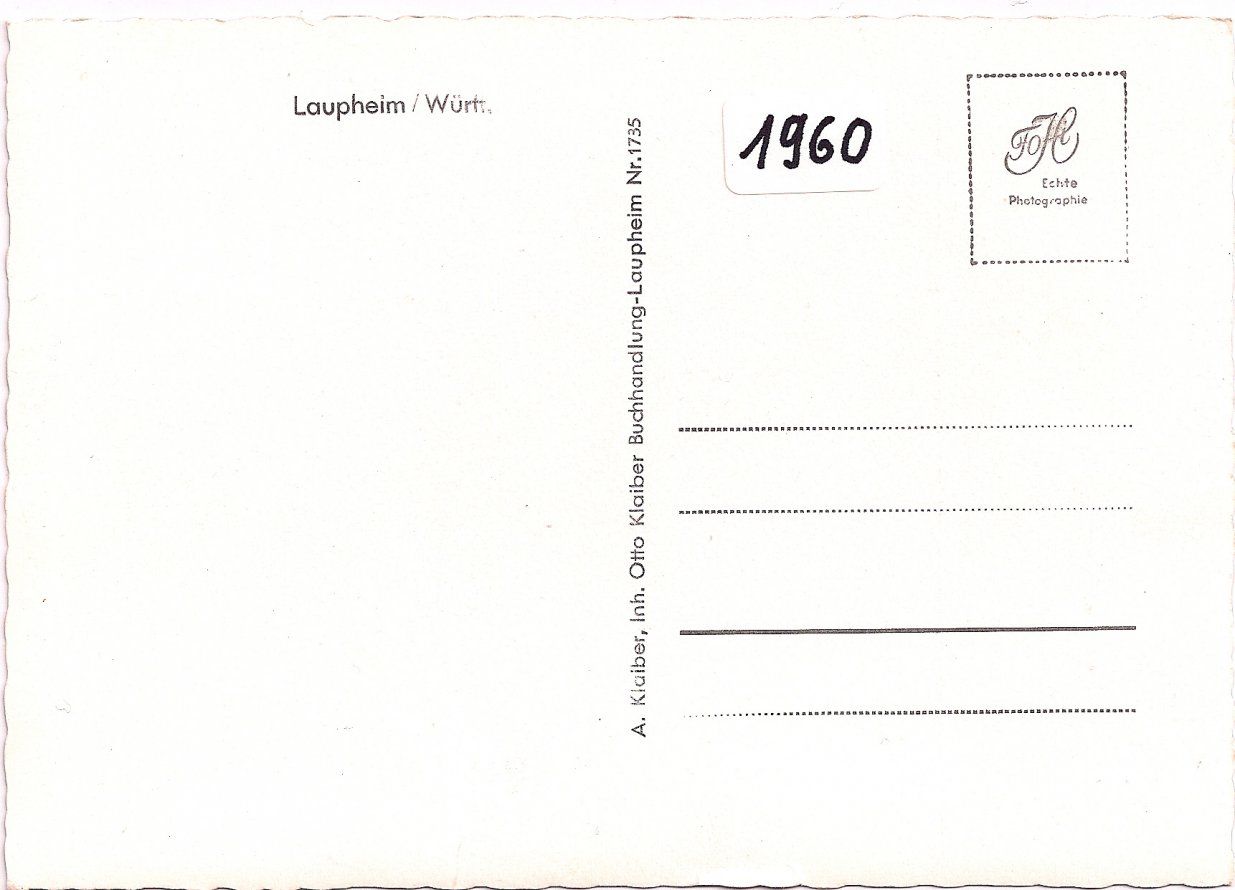 Laupheim / Württ.
A. Klaiber, Inh. Otto Klaiber Buchhandlung-Laupheim Nr.1735
1960
Echte
Photographie